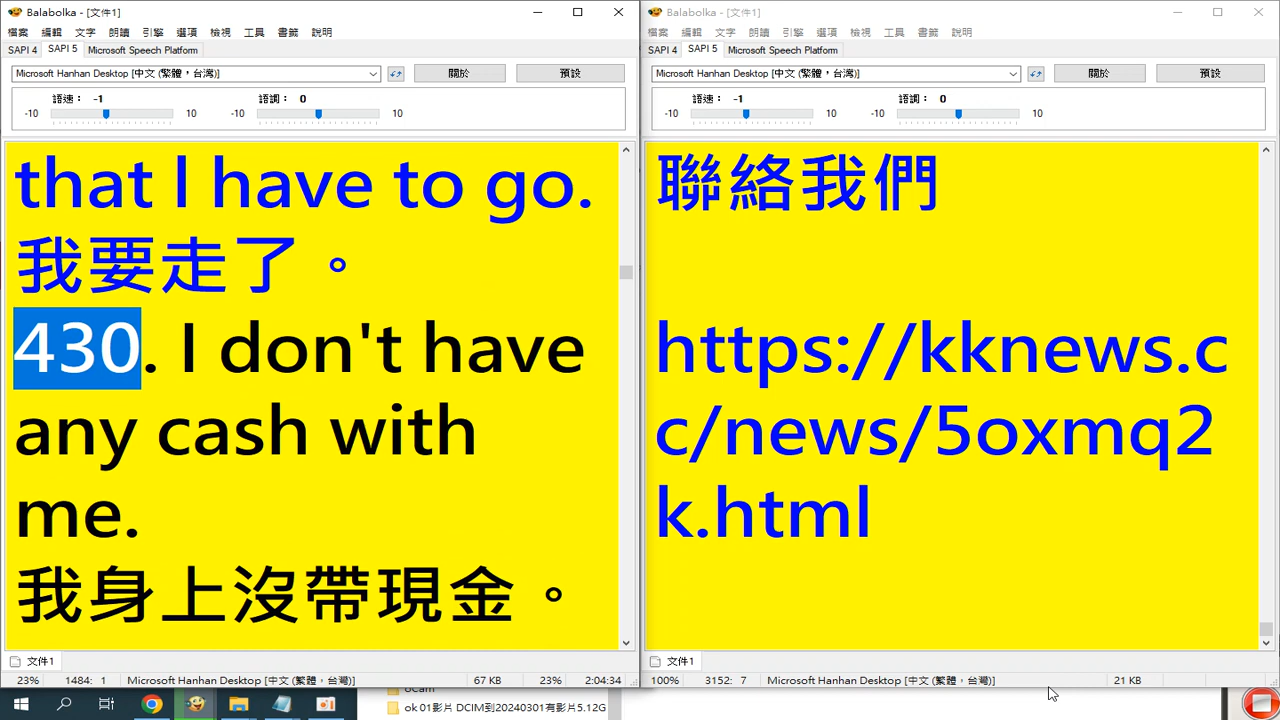 Balabolka - [文件1]
檔案 編輯 文字 朗讀 引擎 選項 檢視 工具 書籤 說明
SAPI 4 SAPI 5 Microsoft Speech Platform
Microsoft Hanhan Desktop [中文 (繁體，台灣)] 關於 預設
語速： -1 語調： 0
-10 10 -10 10
that I have to go.
我要走了。
430. I don't have
any cash with
me.
我身上沒帶現金。
文件1
23% 1484: 1 Microsoft Hanhan Desktop [中文 (繁體，台灣)] 67 KB 23% 2:04:34
Balabolka - [文件1]
檔案 編輯 文字 朗讀 引擎 選項 檢視 工具 書籤 說明
SAPI 4 SAPI 5 Microsoft Speech Platform
Microsoft Hanhan Desktop [中文 (繁體，台灣)] 關於 預設
語速： -1 語調： 0
-10 10 -10 10
聯絡我們
https://kknews.c
c/news/5oxmq2
k.html
文件1
100% 3152: 7 Microsoft Hanhan Desktop [中文 (繁體，台灣)] 21 KB
oCam
ok 01影片 DCIM到20240301有影片5.12G